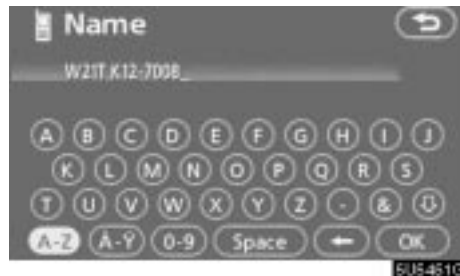 Name
W21T,K12-7008_
A B C D E F G H I J
K L M N O P Q R S
T U V W X Y Z - &
A-Z À-Ÿ 0-9 Space ← OK
5U5451G